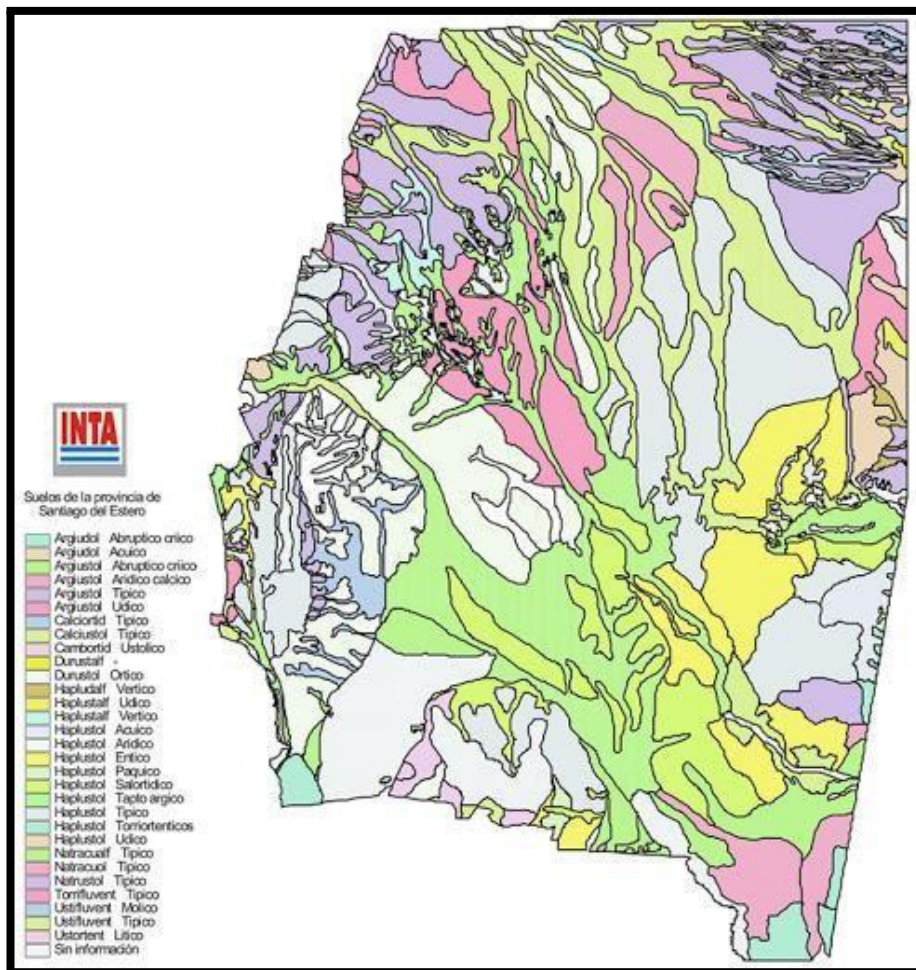 INTA
Suelos de la provincia de
Santiago del Estero
Argiudol Abruptico criico
Argiudol Acuico
Argiustol Abruptico criico
Argiustol Aridico calcico
Argiustol Tipico
Argiustol Udico
Calciortid Tipico
Calciustol Tipico
Cambortid Ustolico
Durustalf -
Durustol Ortico
Hapludalf Vertico
Haplustalf Udico
Haplustalf Vertico
Haplustol Acuico
Haplustol Aridico
Haplustol Entico
Haplustol Paquico
Haplustol Salortidico
Haplustol Tapto argico
Haplustol Tipico
Haplustol Torriortenticos
Haplustol Udico
Natracualf Tipico
Natracuol Tipico
Natrustol Tipico
Torrifluvent Tipico
Ustifluvent Molico
Ustifluvent Tipico
Ustortent Litico
Sin información